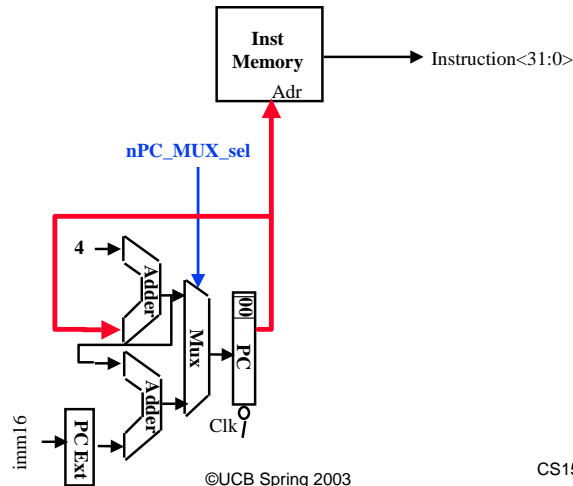 Inst
Memory
Adr
Instruction<31:0>
nPC_MUX_sel
4
Adder
Mux
00
PC
Adder
Clk
imm16
PC Ext
©UCB Spring 2003
CS15